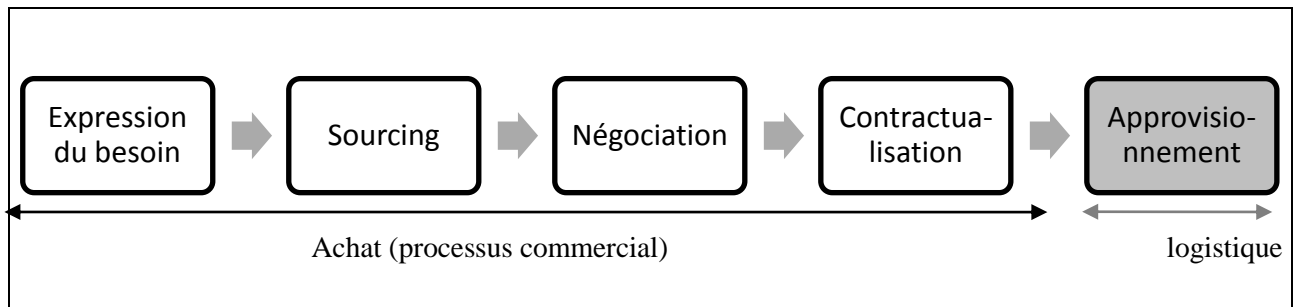 Expression
du besoin
Sourcing
Négociation
Contractua-
lisation
Approvisio-
nnement
Achat (processus commercial)
logistique